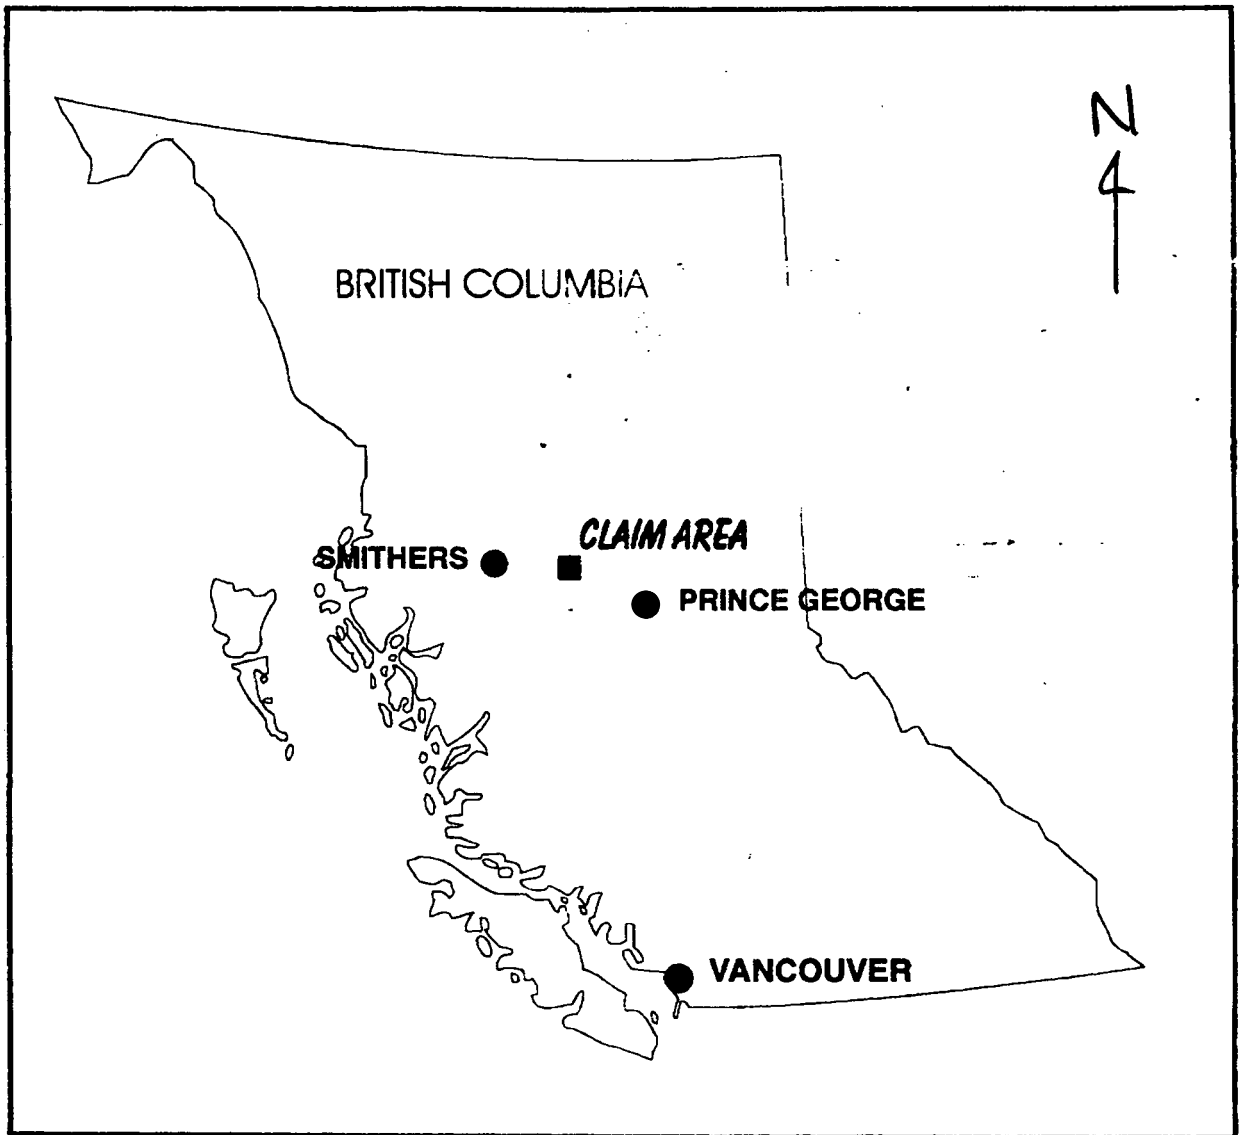 N
BRITISH COLUMBIA
CLAIM AREA
SMITHERS
PRINCE GEORGE
VANCOUVER